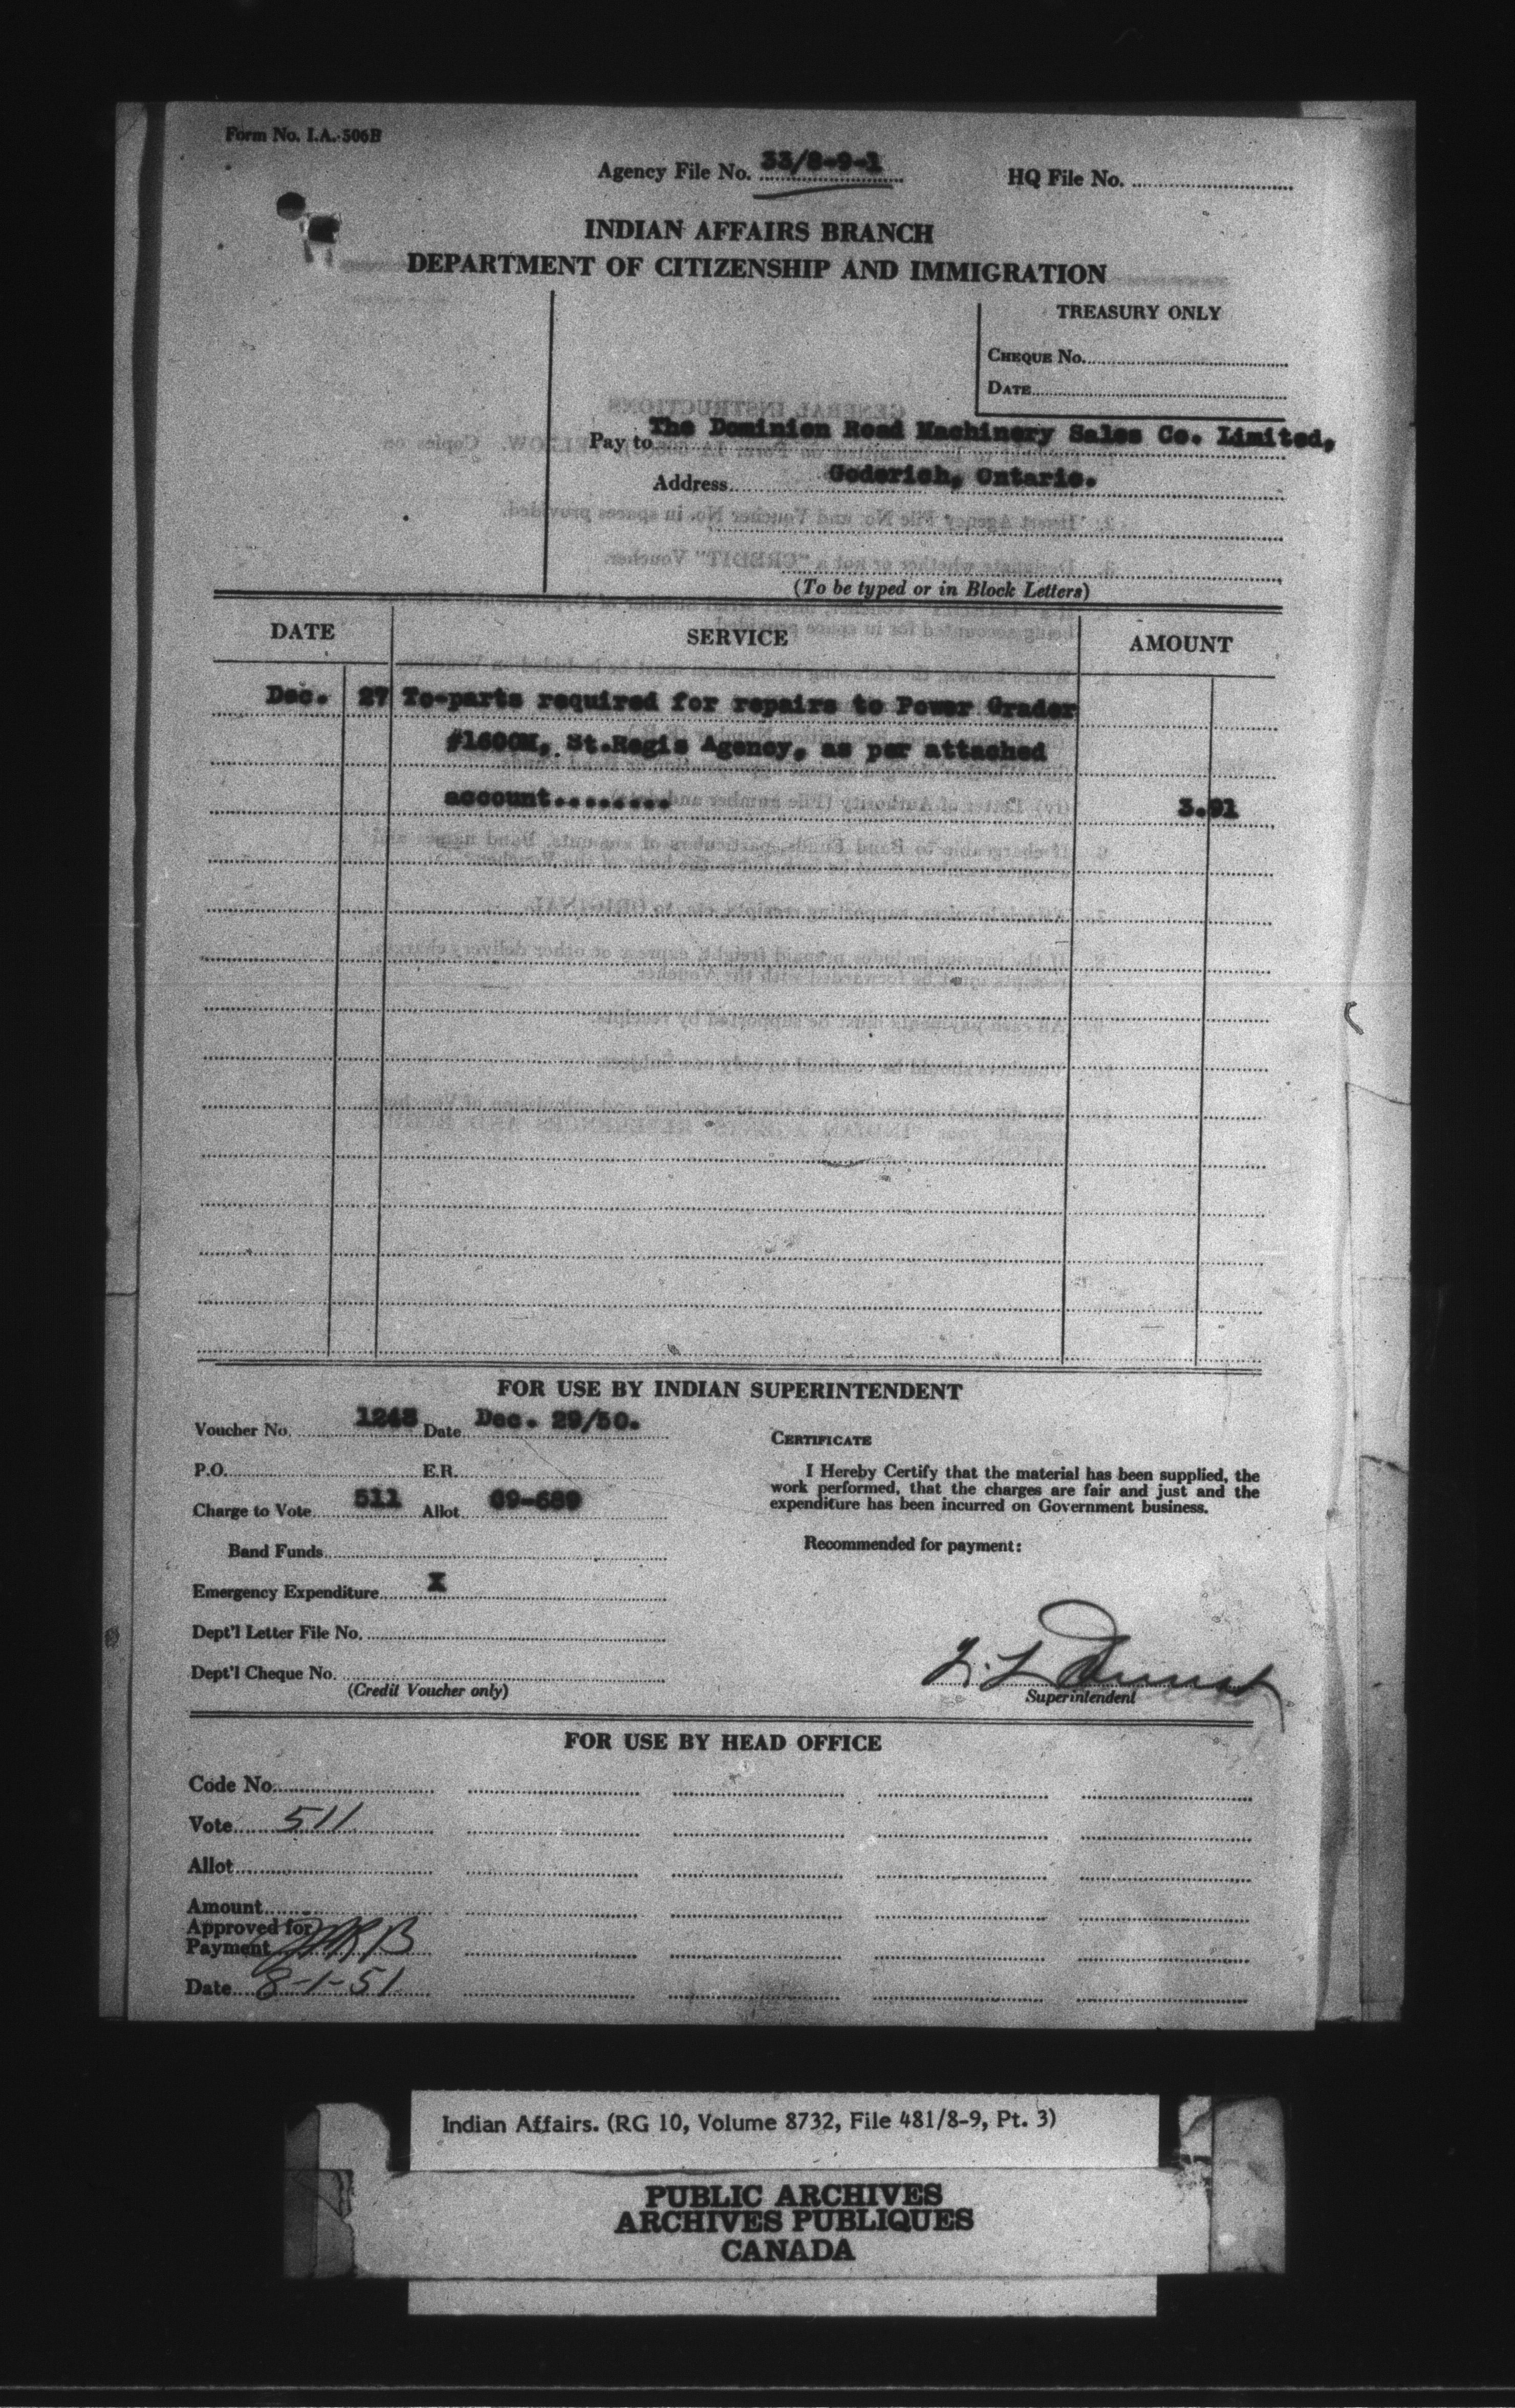 Form No. I.A. 506B
Agency File No. 33/8-9-1
HQ File No.
INDIAN AFFAIRS BRANCH
DEPARTMENT OF CITIZENSHIP AND IMMIGRATION
TREASURY ONLY
CHEQUE No.
DATE
Pay to The Dominion Road Machinery Sales Co. Limited,
Address Goderich, Ontario.
(To be typed or in Block Letters)
DATE SERVICE AMOUNT
Dec. 27 To-parts required for repairs to Power Grader
#1600M, St.Regis Agency, as per attached
account........ 3.91
FOR USE BY INDIAN SUPERINTENDENT
Voucher No. 1243 Date Dec. 29/50.
P.O. E.R.
Charge to Vote 511 Allot 69-689
Band Funds
Emergency Expenditure X
Dept'l Letter File No.
Dept'l Cheque No.
(Credit Voucher only)
CERTIFICATE
I Hereby Certify that the material has been supplied, the
work performed, that the charges are fair and just and the
expenditure has been incurred on Government business.
Recommended for payment:
Superintendent
FOR USE BY HEAD OFFICE
Code No.
Vote 511
Allot
Amount
Approved for
Payment
Date 8-1-51
Indian Affairs. (RG 10, Volume 8732, File 481/8-9, Pt. 3)
PUBLIC ARCHIVES
ARCHIVES PUBLIQUES
CANADA